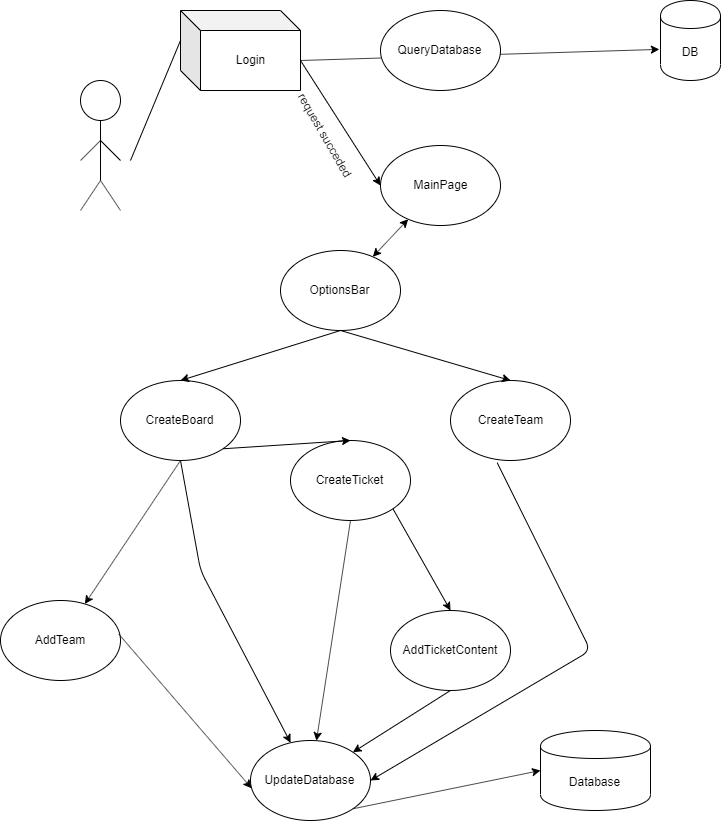 QueryDatabase
Login
DB
request succeded
MainPage
OptionsBar
CreateBoard
CreateTeam
CreateTicket
AddTeam
AddTicketContent
UpdateDatabase
Database